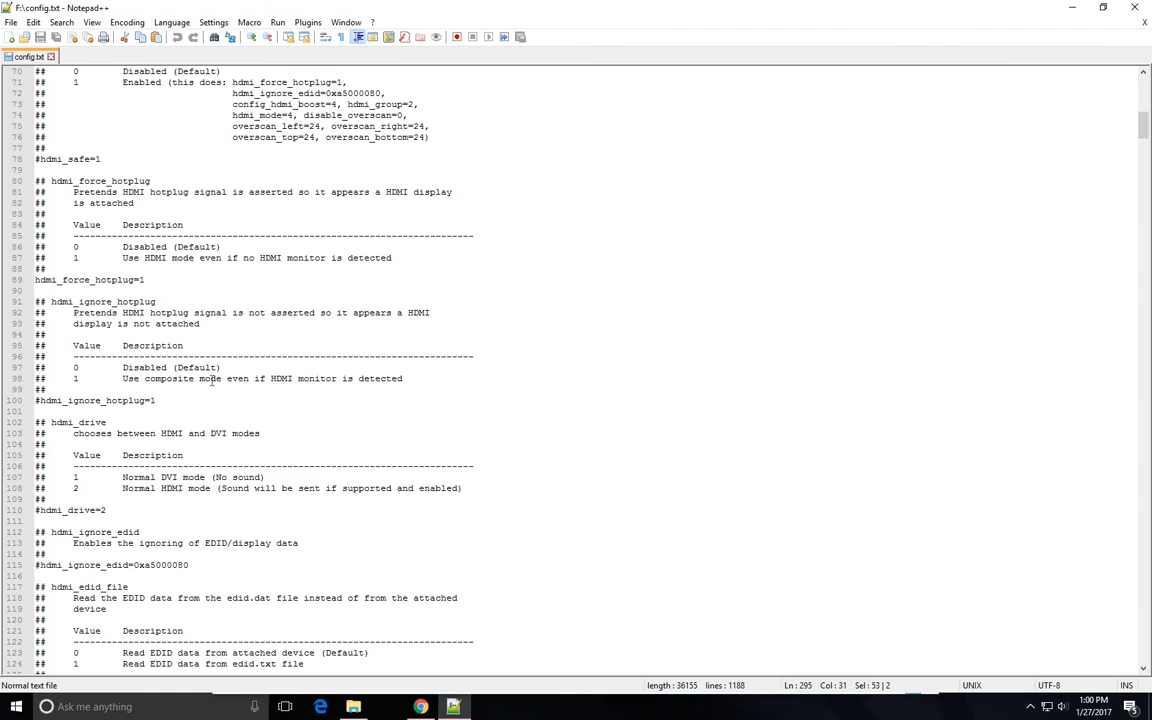 F:\config.txt - Notepad++
File Edit Search View Encoding Language Settings Macro Run Plugins Window ? X
config.txt
70 ## 0 Disabled (Default)
71 ## 1 Enabled (this does: hdmi_force_hotplug=1,
72 ## hdmi_ignore_edid=0xa5000080,
73 ## config_hdmi_boost=4, hdmi_group=2,
74 ## hdmi_mode=4, disable_overscan=0,
75 ## overscan_left=24, overscan_right=24,
76 ## overscan_top=24, overscan_bottom=24)
77 ##
78 #hdmi_safe=1
79
80 ## hdmi_force_hotplug
81 ## Pretends HDMI hotplug signal is asserted so it appears a HDMI display
82 ## is attached
83 ##
84 ## Value Description
85 ## -------------------------------------------------------------------------
86 ## 0 Disabled (Default)
87 ## 1 Use HDMI mode even if no HDMI monitor is detected
88 ##
89 hdmi_force_hotplug=1
90
91 ## hdmi_ignore_hotplug
92 ## Pretends HDMI hotplug signal is not asserted so it appears a HDMI
93 ## display is not attached
94 ##
95 ## Value Description
96 ## -------------------------------------------------------------------------
97 ## 0 Disabled (Default)
98 ## 1 Use composite mode even if HDMI monitor is detected
99 ##
100 #hdmi_ignore_hotplug=1
101
102 ## hdmi_drive
103 ## chooses between HDMI and DVI modes
104 ##
105 ## Value Description
106 ## -------------------------------------------------------------------------
107 ## 1 Normal DVI mode (No sound)
108 ## 2 Normal HDMI mode (Sound will be sent if supported and enabled)
109 ##
110 #hdmi_drive=2
111
112 ## hdmi_ignore_edid
113 ## Enables the ignoring of EDID/display data
114 ##
115 #hdmi_ignore_edid=0xa5000080
116
117 ## hdmi_edid_file
118 ## Read the EDID data from the edid.dat file instead of from the attached
119 ## device
120 ##
121 ## Value Description
122 ## -------------------------------------------------------------------------
123 ## 0 Read EDID data from attached device (Default)
124 ## 1 Read EDID data from edid.txt file
Normal text file length : 36155 lines : 1188 Ln : 295 Col : 31 Sel : 53 | 2 UNIX UTF-8 INS
Ask me anything
1:00 PM
1/27/2017